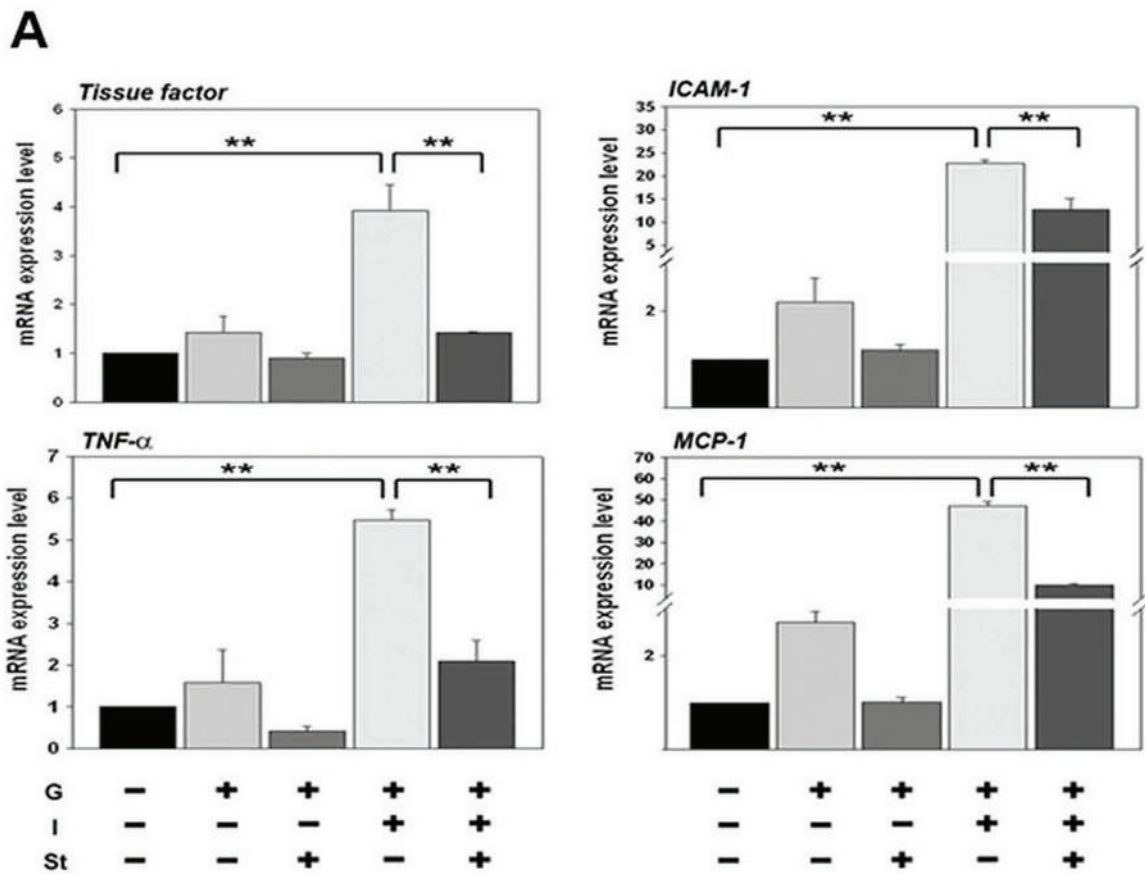 A
Tissue factor
mRNA expression level
6
5
4
3
2
1
0
** **
ICAM-1
mRNA expression level
35
30
25
20
15
10
5
2
** **
TNF-α
mRNA expression level
7
6
5
4
3
2
1
0
** **
MCP-1
mRNA expression level
70
60
50
40
30
20
10
2
** **
G − + + + + − + + + +
I − − − + + − − − + +
St − − + − + − − + − +